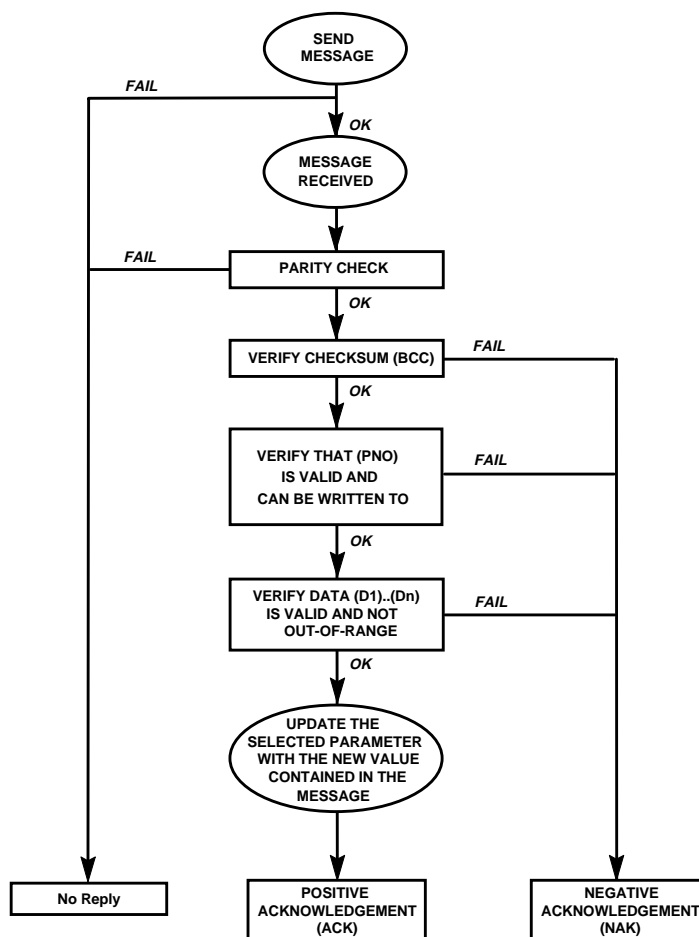 SEND
MESSAGE
FAIL
OK
MESSAGE
RECEIVED
FAIL
PARITY CHECK
OK
VERIFY CHECKSUM (BCC)
FAIL
OK
VERIFY THAT (PNO)
IS VALID AND
CAN BE WRITTEN TO
FAIL
OK
VERIFY DATA (D1)..(Dn)
IS VALID AND NOT
OUT-OF-RANGE
FAIL
OK
UPDATE THE
SELECTED PARAMETER
WITH THE NEW VALUE
CONTAINED IN THE
MESSAGE
No Reply
POSITIVE
ACKNOWLEDGEMENT
(ACK)
NEGATIVE
ACKNOWLEDGEMENT
(NAK)